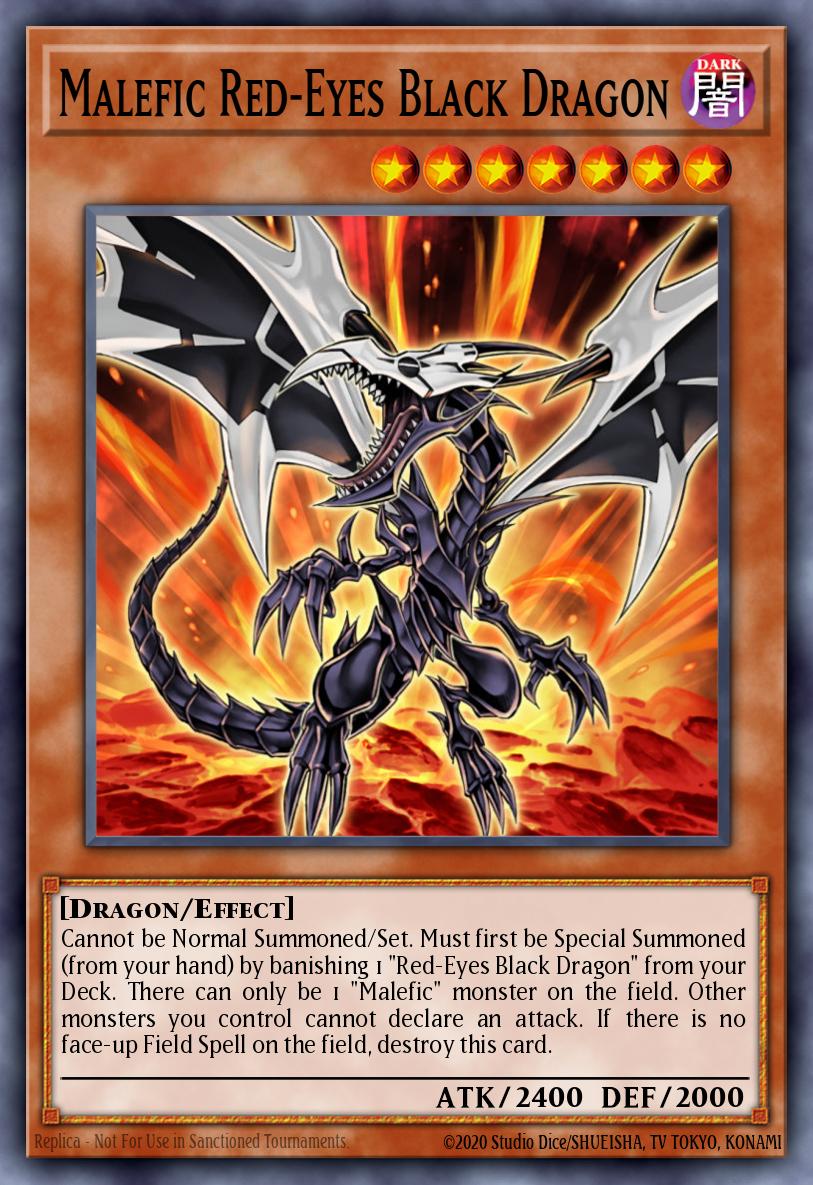 Malefic Red-Eyes Black Dragon
DARK
闇
[Dragon/Effect]
Cannot be Normal Summoned/Set. Must first be Special Summoned
(from your hand) by banishing 1 "Red-Eyes Black Dragon" from your
Deck. There can only be 1 "Malefic" monster on the field. Other
monsters you control cannot declare an attack. If there is no
face-up Field Spell on the field, destroy this card.
ATK/2400 DEF/2000
Replica - Not For Use in Sanctioned Tournaments.
©2020 Studio Dice/SHUEISHA, TV TOKYO, KONAMI